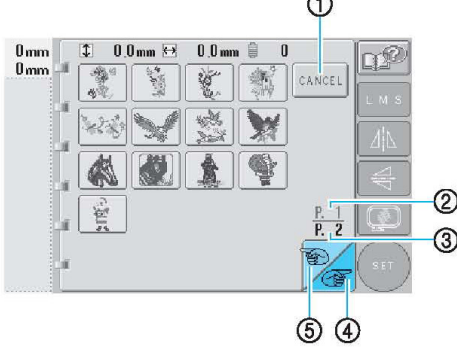 ①
0mm
0mm
0.0mm 0.0mm 0
CANCEL
L M S
P. 1 ②
P. 2 ③
SET
⑤ ④